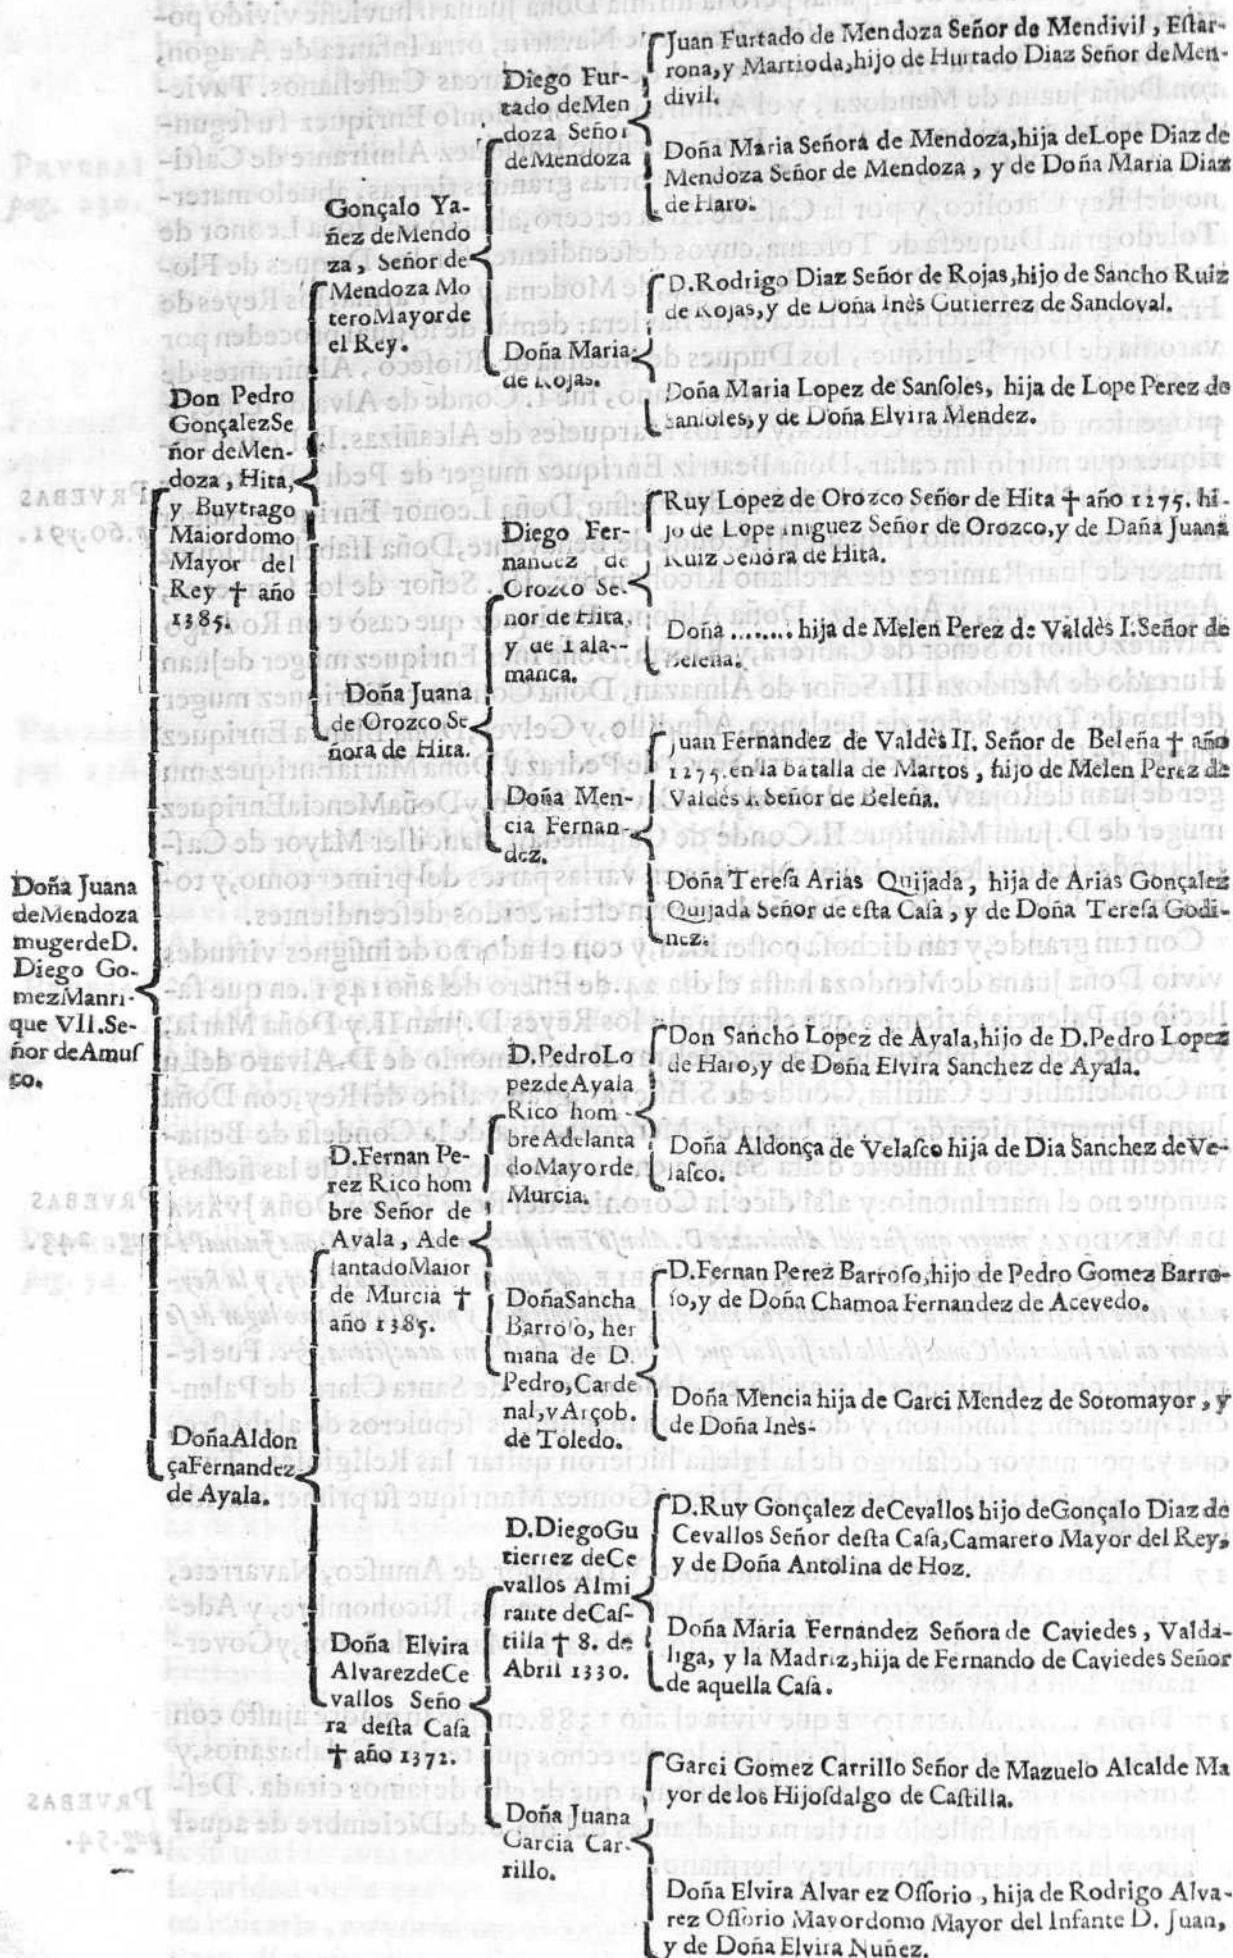 Doña Juana
deMendoza
mugerdeD.
Diego Go-
mezManri-
que VII.Se-
ñor deAmuſ
co.
Don Pedro
GonçalezSe
ñor deMen-
doza, Hita,
y Buytrago
Maiordomo
Mayor del
Rey † año
1385.
DoñaAldon
çaFernandez
de Ayala.
Gonçalo Ya-
ñez deMendo
za, Señor de
Mendoza Mo
teroMayorde
el Rey.
Doña Juana
de Orozco Se
ñora de Hita.
D.Fernan Pe-
rez Rico hom
bre Señor de
Ayala, Ade-
lantadoMaior
de Murcia †
año 1385.
Doña Elvira
AlvarezdeCe
vallos Seño
ra deſta Caſa
† año 1372.
Diego Fur-
tado deMen
doza Señor
deMendoza
Doña Maria
de Rojas.
Diego Fer-
nandez de
Orozco Se-
ñor de Hita,
y de Tala-
manca.
Doña Men-
cia Fernan-
dez.
D.PedroLo
pezdeAyala
Rico hom-
breAdelanta
doMayorde
Murcia.
DoñaSancha
Barroſo, her
mana de D.
Pedro,Carde
nal,yArçob.
de Toledo.
D.DiegoGu
tierrez deCe
vallos Almi
rante deCaſ-
tilla † 8. de
Abril 1330.
Doña Juana
Garcia Car-
rillo.
Juan Furtado de Mendoza Señor de Mendivil, Eſtar-
rona,y Martioda,hijo de Hurtado Diaz Señor deMen-
divil.
Doña Maria Señora de Mendoza,hija deLope Diaz de
Mendoza Señor de Mendoza, y de Doña Maria Diaz
de Haro.
D.Rodrigo Diaz Señor de Rojas,hijo de Sancho Ruiz
de Rojas,y de Doña Inès Gutierrez de Sandoval.
Doña Maria Lopez de Sanſoles, hija de Lope Perez de
Sanſoles,y de Doña Elvira Mendez.
Ruy Lopez de Orozco Señor de Hita † año 1275. hi-
jo de Lope Iñiguez Señor de Orozco,y de Daña Juana
Ruiz Señora de Hita.
Doña ....... hija de Melen Perez de Valdès I.Señor de
Beleña.
Juan Fernandez de Valdès II. Señor de Beleña † año
1275.en la batalla de Martos, hijo de Melen Perez de
Valdès I.Señor de Beleña.
Doña Tereſa Arias Quijada, hija de Arias Gonçalez
Quijada Señor de eſta Caſa, y de Doña Tereſa Godi-
nez.
Don Sancho Lopez de Ayala,hijo de D.Pedro Lopez
de Haro,y de Doña Elvira Sanchez de Ayala.
Doña Aldonça de Velaſco hija de Dia Sanchez deVe-
laſco.
D.Fernan Perez Barroſo,hijo de Pedro Gomez Barro-
ſo,y de Doña Chamoa Fernandez de Acevedo.
Doña Mencia hija de Garci Mendez de Sotomayor, y
de Doña Inès-
D.Ruy Gonçalez deCevallos hijo deGonçalo Diaz de
Cevallos Señor deſta Caſa,Camarero Mayor del Rey,
y de Doña Antolina de Hoz.
Doña Maria Fernandez Señora de Caviedes, Valda-
liga, y la Madriz,hija de Fernando de Caviedes Señor
de aquella Caſa.
Garci Gomez Carrillo Señor de Mazuelo Alcalde Ma
yor de los Hijoſdalgo de Caſtilla.
Doña Elvira Alvar ez Oſſorio, hija de Rodrigo Alva-
rez Oſſorio Mayordomo Mayor del Infante D. Juan,
y de Doña Elvira Nuñez.